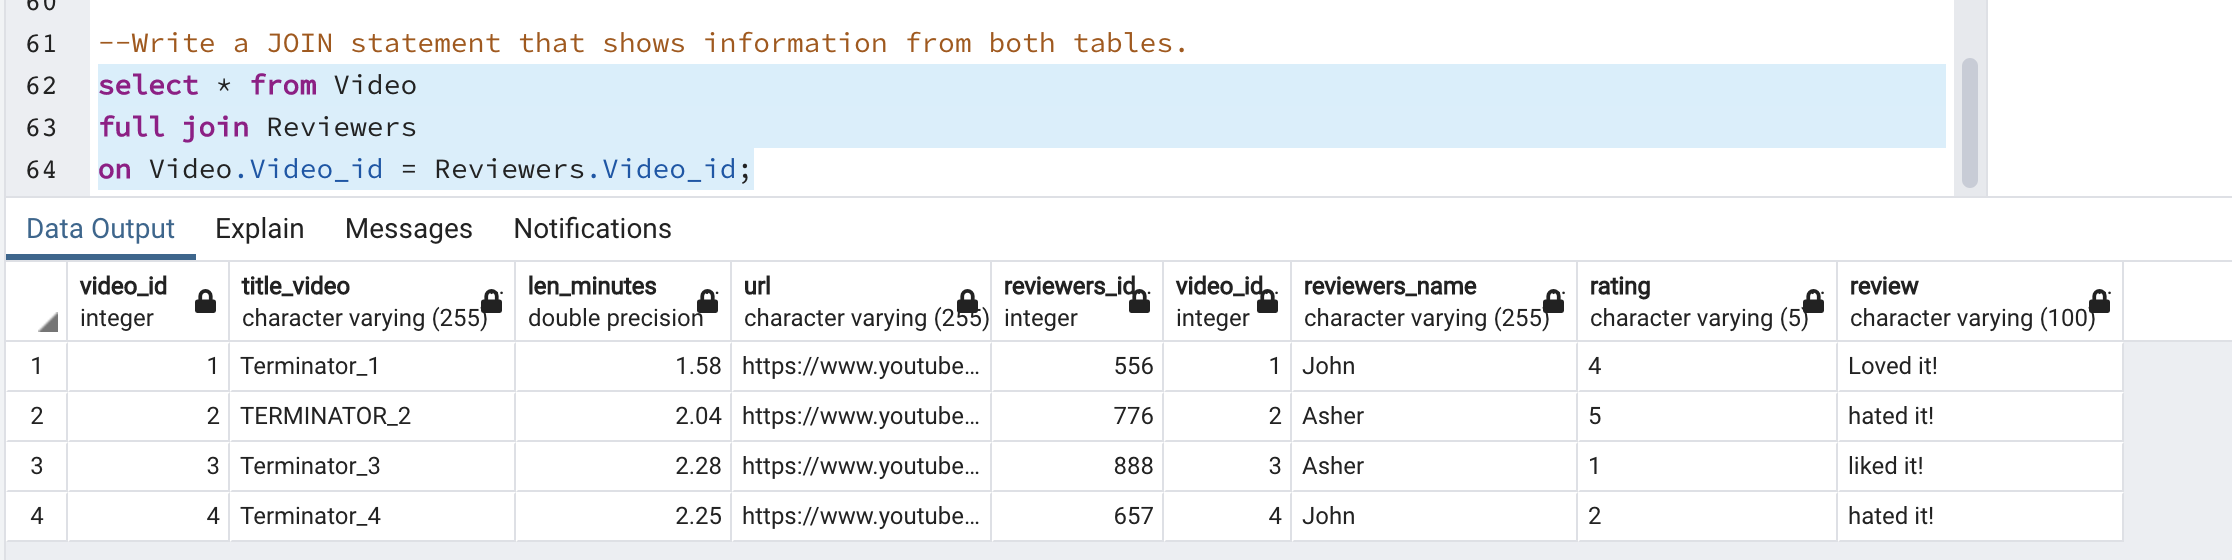 60
61 --Write a JOIN statement that shows information from both tables.
62 select * from Video
63 full join Reviewers
64 on Video.Video_id = Reviewers.Video_id;
Data Output Explain Messages Notifications
video_id title_video len_minutes url reviewers_id video_id reviewers_name rating review
integer character varying (255) double precision character varying (255) integer integer character varying (255) character varying (5) character varying (100)
1 1 Terminator_1 1.58 https://www.youtube... 556 1 John 4 Loved it!
2 2 TERMINATOR_2 2.04 https://www.youtube... 776 2 Asher 5 hated it!
3 3 Terminator_3 2.28 https://www.youtube... 888 3 Asher 1 liked it!
4 4 Terminator_4 2.25 https://www.youtube... 657 4 John 2 hated it!